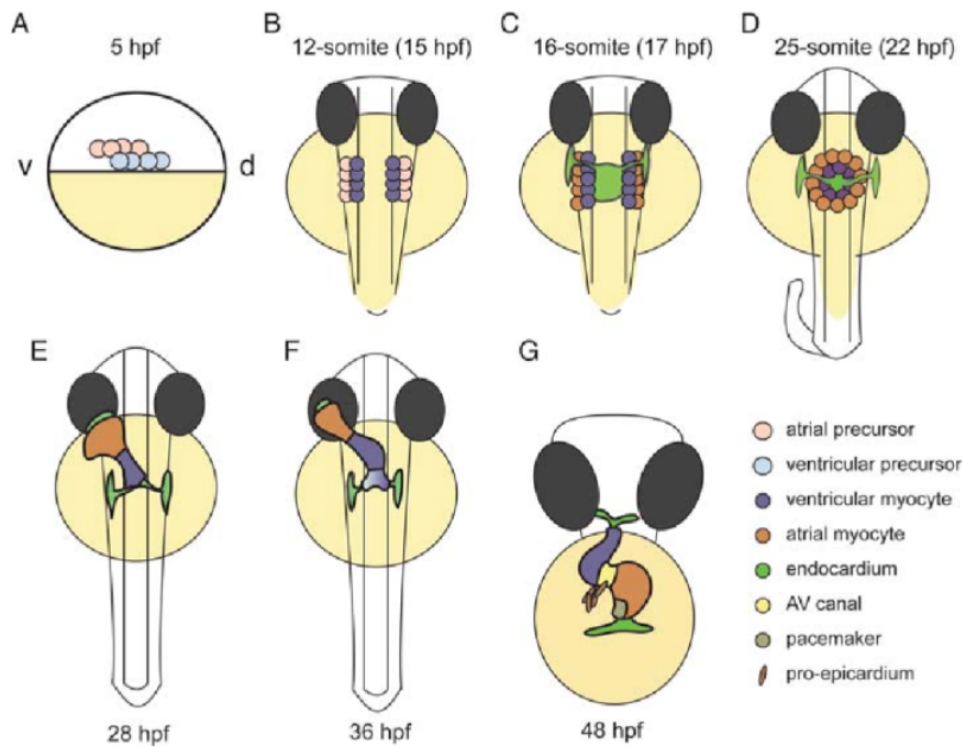 A
5 hpf
B
12-somite (15 hpf)
C
16-somite (17 hpf)
D
25-somite (22 hpf)
v
d
E
28 hpf
F
36 hpf
G
48 hpf
atrial precursor
ventricular precursor
ventricular myocyte
atrial myocyte
endocardium
AV canal
pacemaker
pro-epicardium